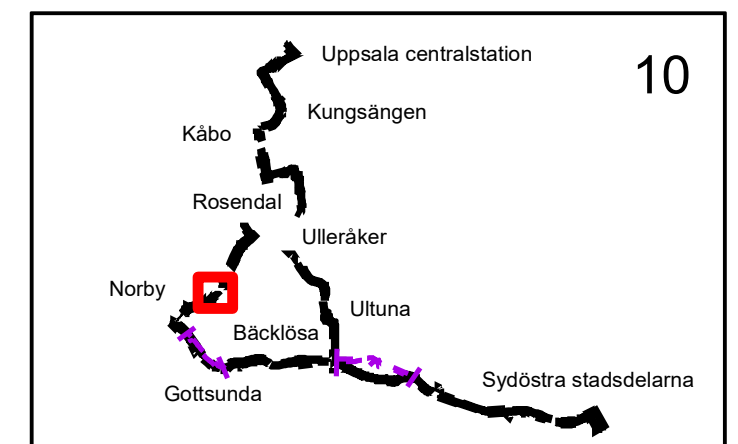 Uppsala centralstation
10
Kungsängen
Kåbo
Rosendal
Ulleråker
Norby
Ultuna
Bäcklösa
Sydöstra stadsdelarna
Gottsunda